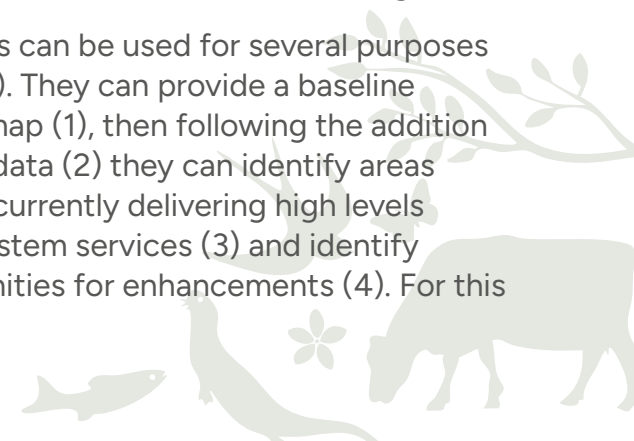 s can be used for several purposes
). They can provide a baseline
map (1), then following the addition
data (2) they can identify areas
currently delivering high levels
stem services (3) and identify
nities for enhancements (4). For this